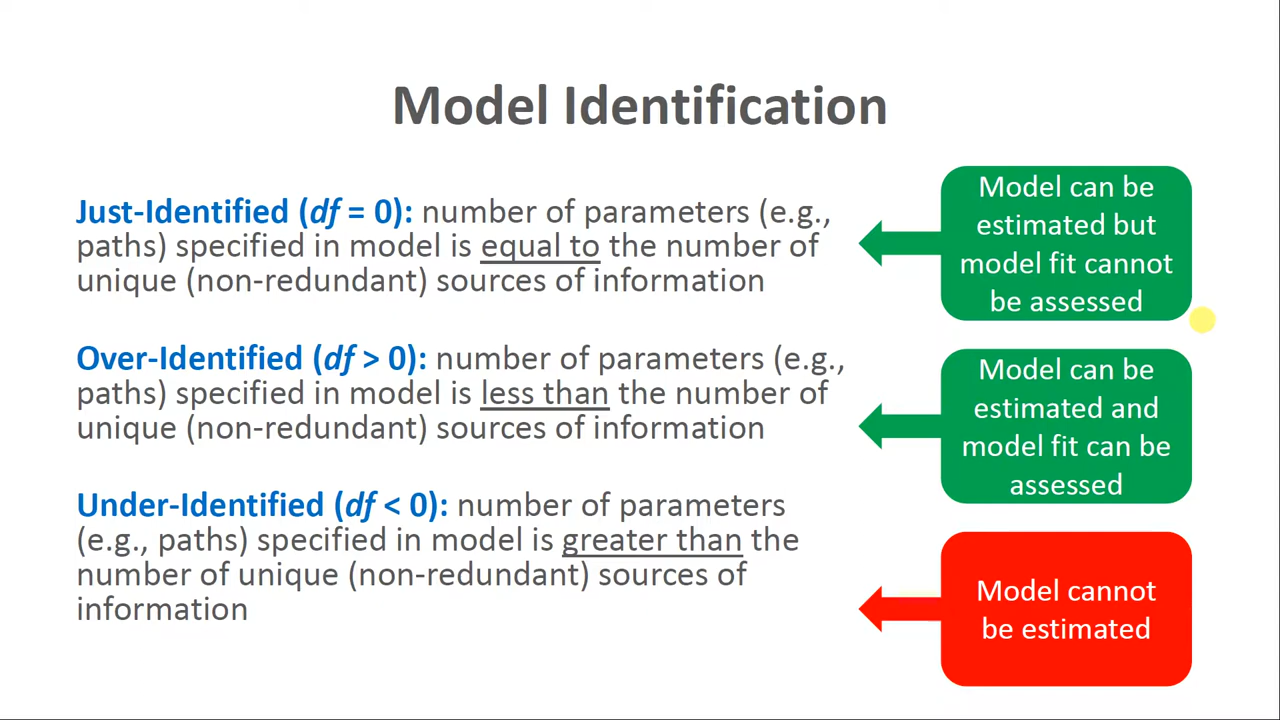 Model Identification
Just-Identified (df = 0): number of parameters (e.g.,
paths) specified in model is equal to the number of
unique (non-redundant) sources of information
Model can be
estimated but
model fit cannot
be assessed
Over-Identified (df > 0): number of parameters (e.g.,
paths) specified in model is less than the number of
unique (non-redundant) sources of information
Model can be
estimated and
model fit can be
assessed
Under-Identified (df < 0): number of parameters
(e.g., paths) specified in model is greater than the
number of unique (non-redundant) sources of
information
Model cannot
be estimated